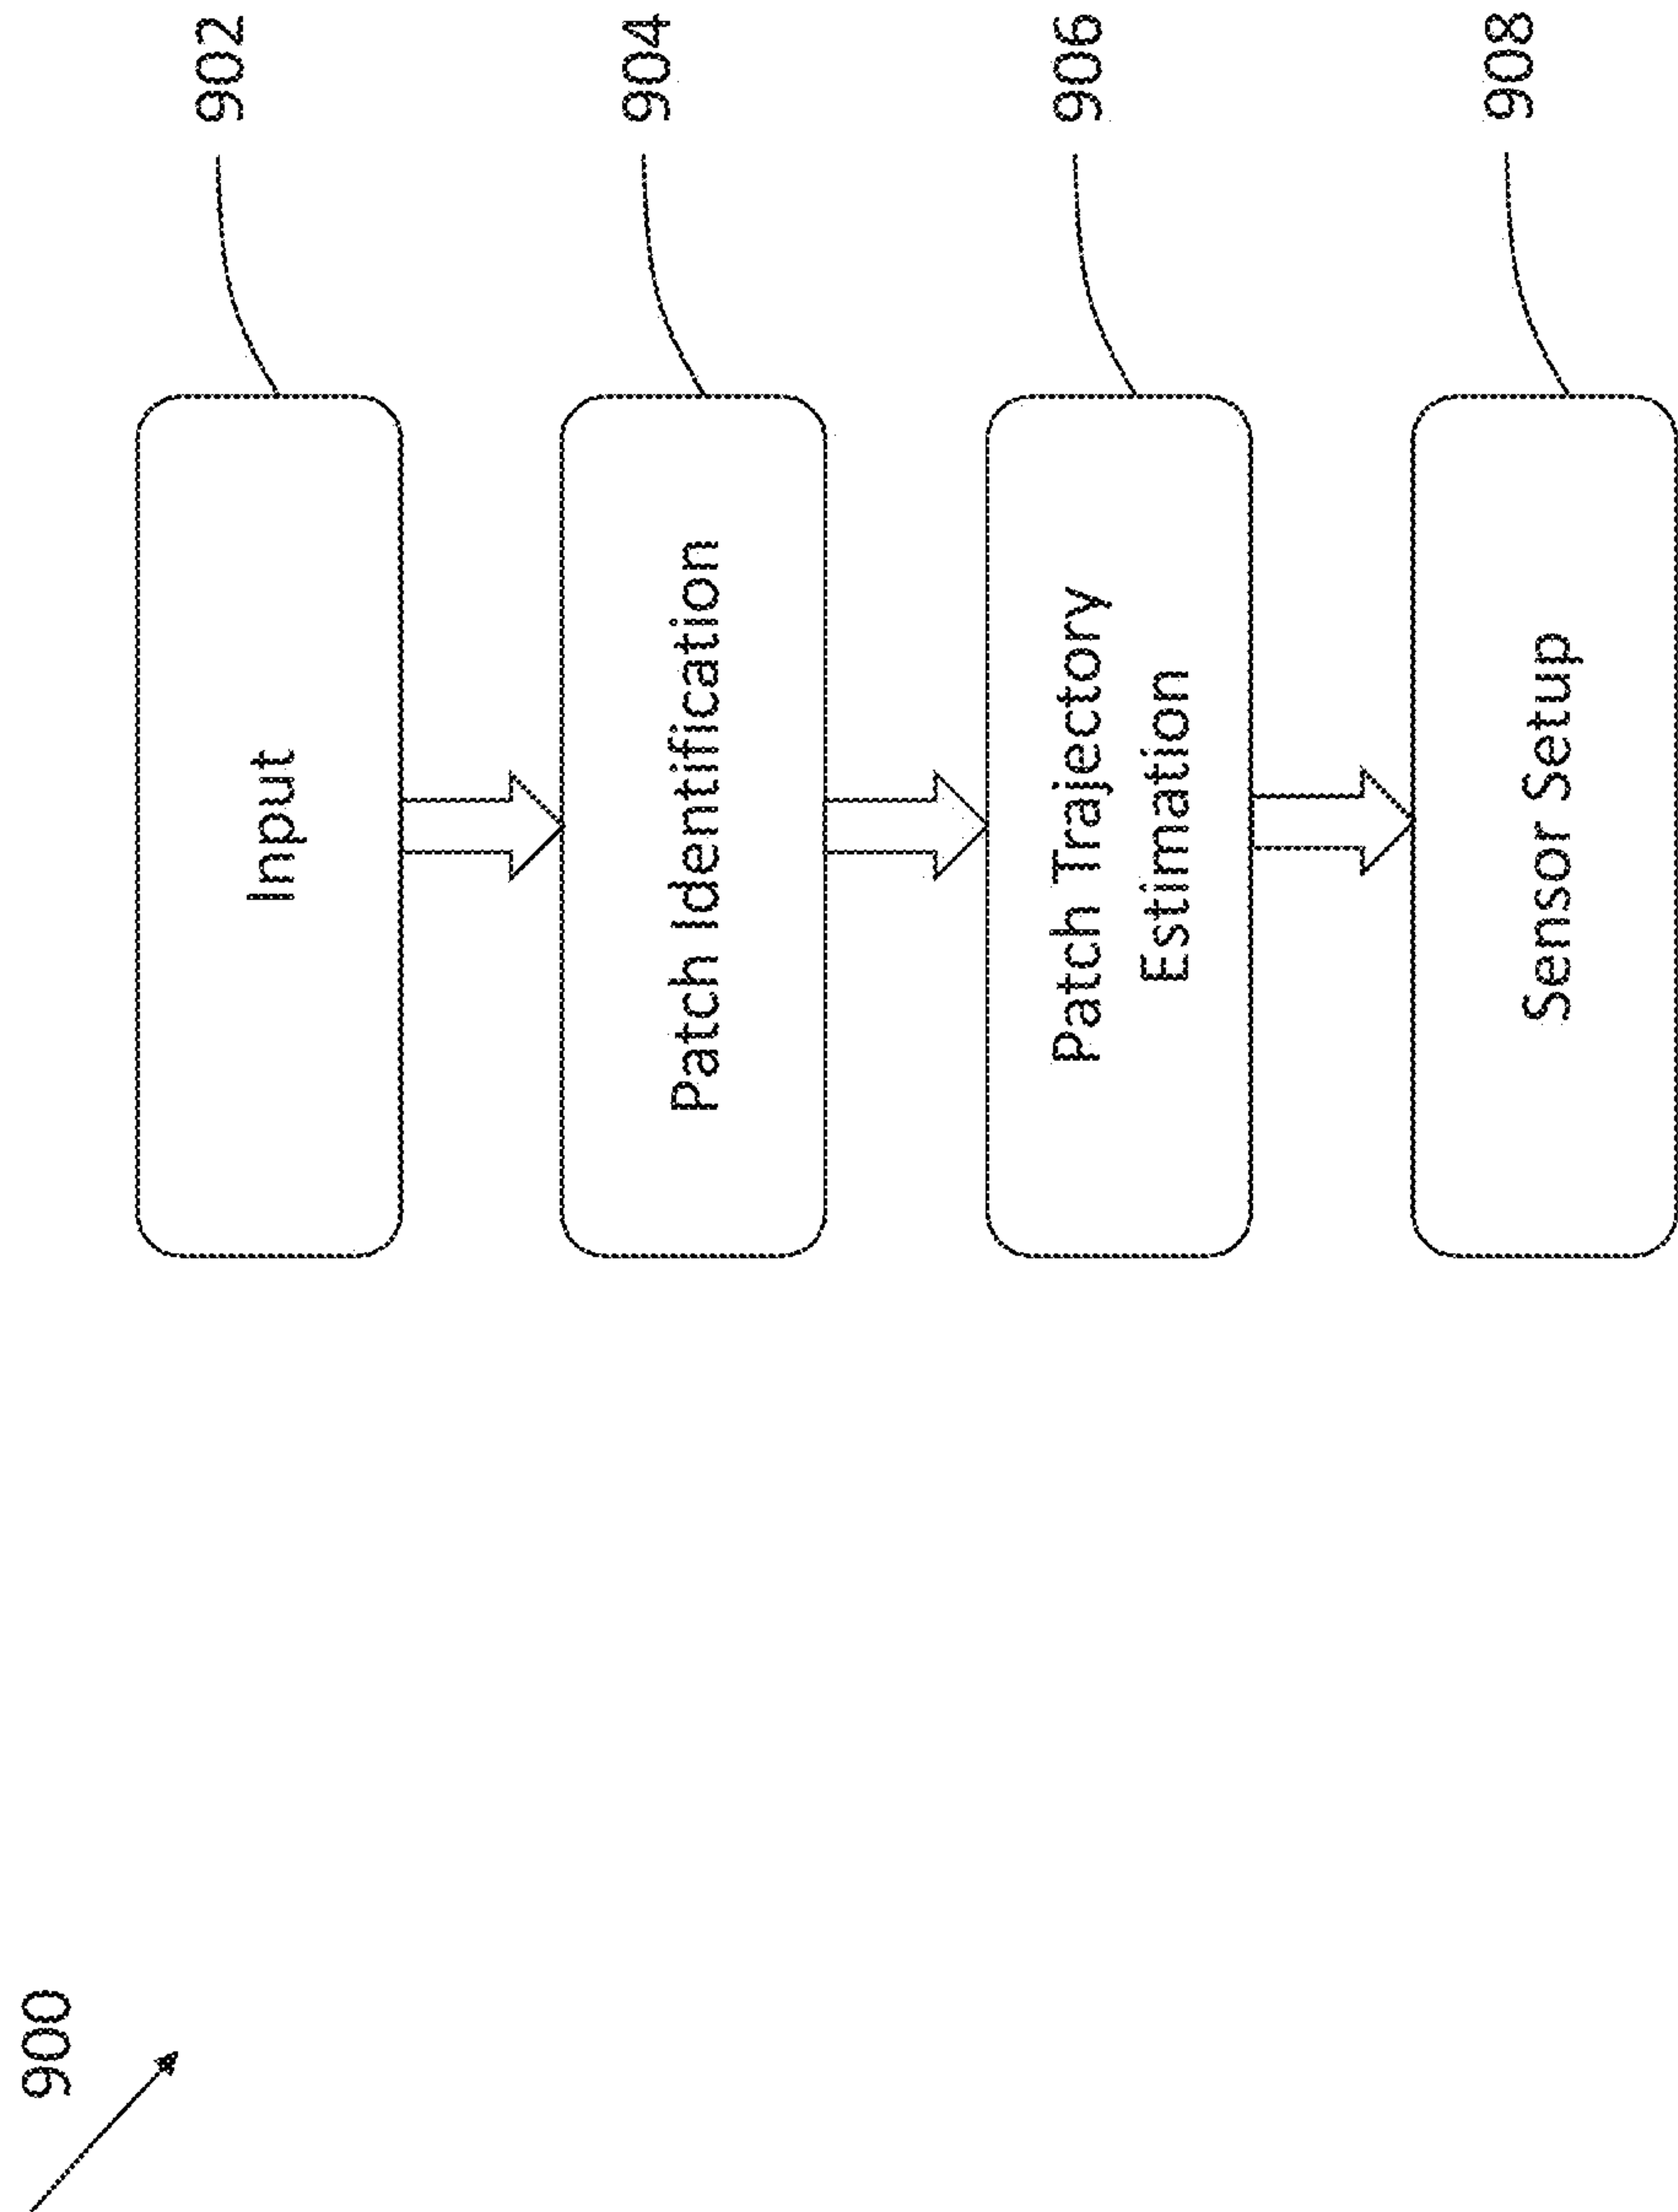 900
Input
902
Patch Identification
904
Patch Trajectory
Estimation
906
Sensor Setup
908